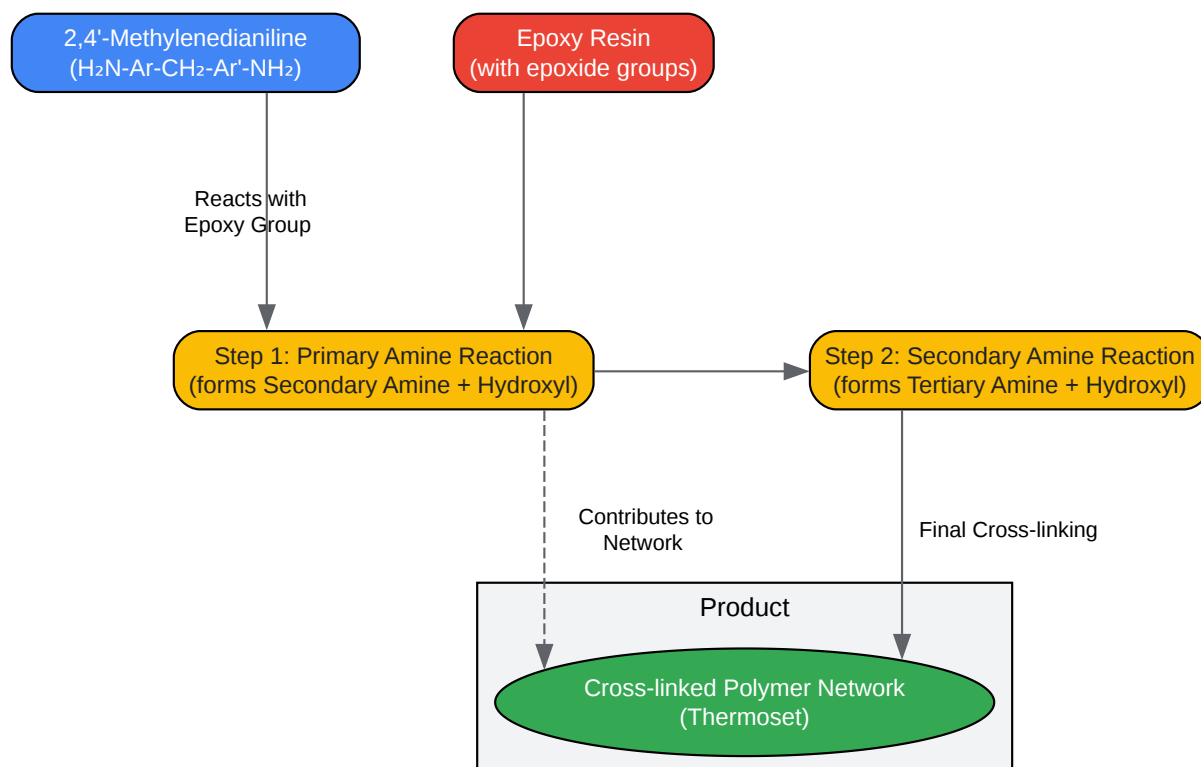 2,4'-Methylenedianiline
(H₂N-Ar-CH₂-Ar'-NH₂)
Epoxy Resin
(with epoxide groups)
Reacts with
Epoxy Group
Step 1: Primary Amine Reaction
(forms Secondary Amine + Hydroxyl)
Step 2: Secondary Amine Reaction
(forms Tertiary Amine + Hydroxyl)
Contributes to
Network
Final Cross-linking
Product
Cross-linked Polymer Network
(Thermoset)